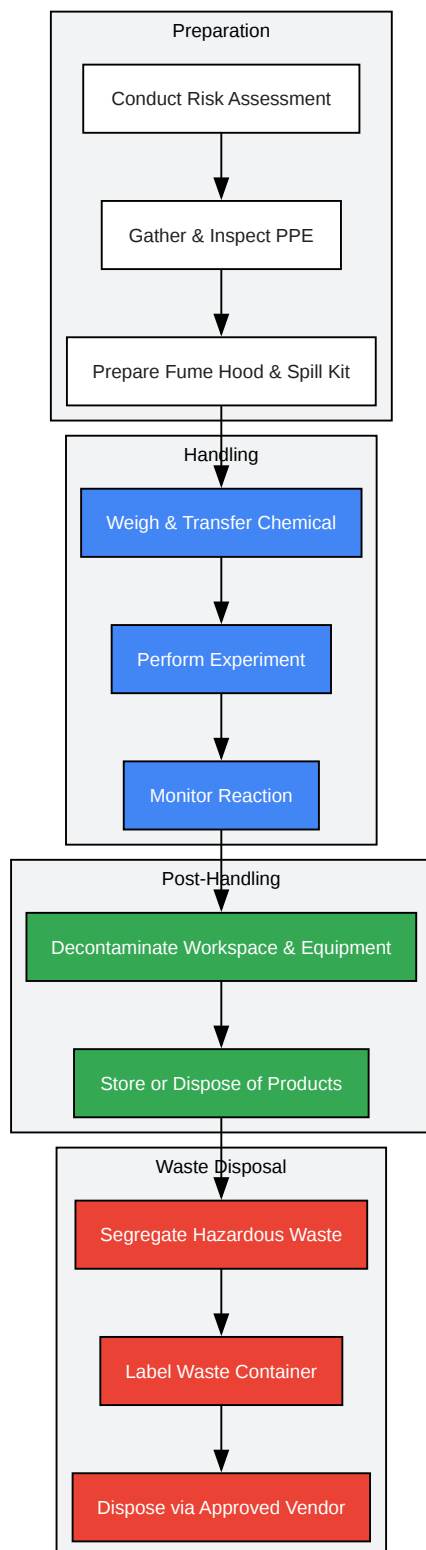 Preparation
Conduct Risk Assessment
Gather & Inspect PPE
Prepare Fume Hood & Spill Kit
Handling
Weigh & Transfer Chemical
Perform Experiment
Monitor Reaction
Post-Handling
Decontaminate Workspace & Equipment
Store or Dispose of Products
Waste Disposal
Segregate Hazardous Waste
Label Waste Container
Dispose via Approved Vendor